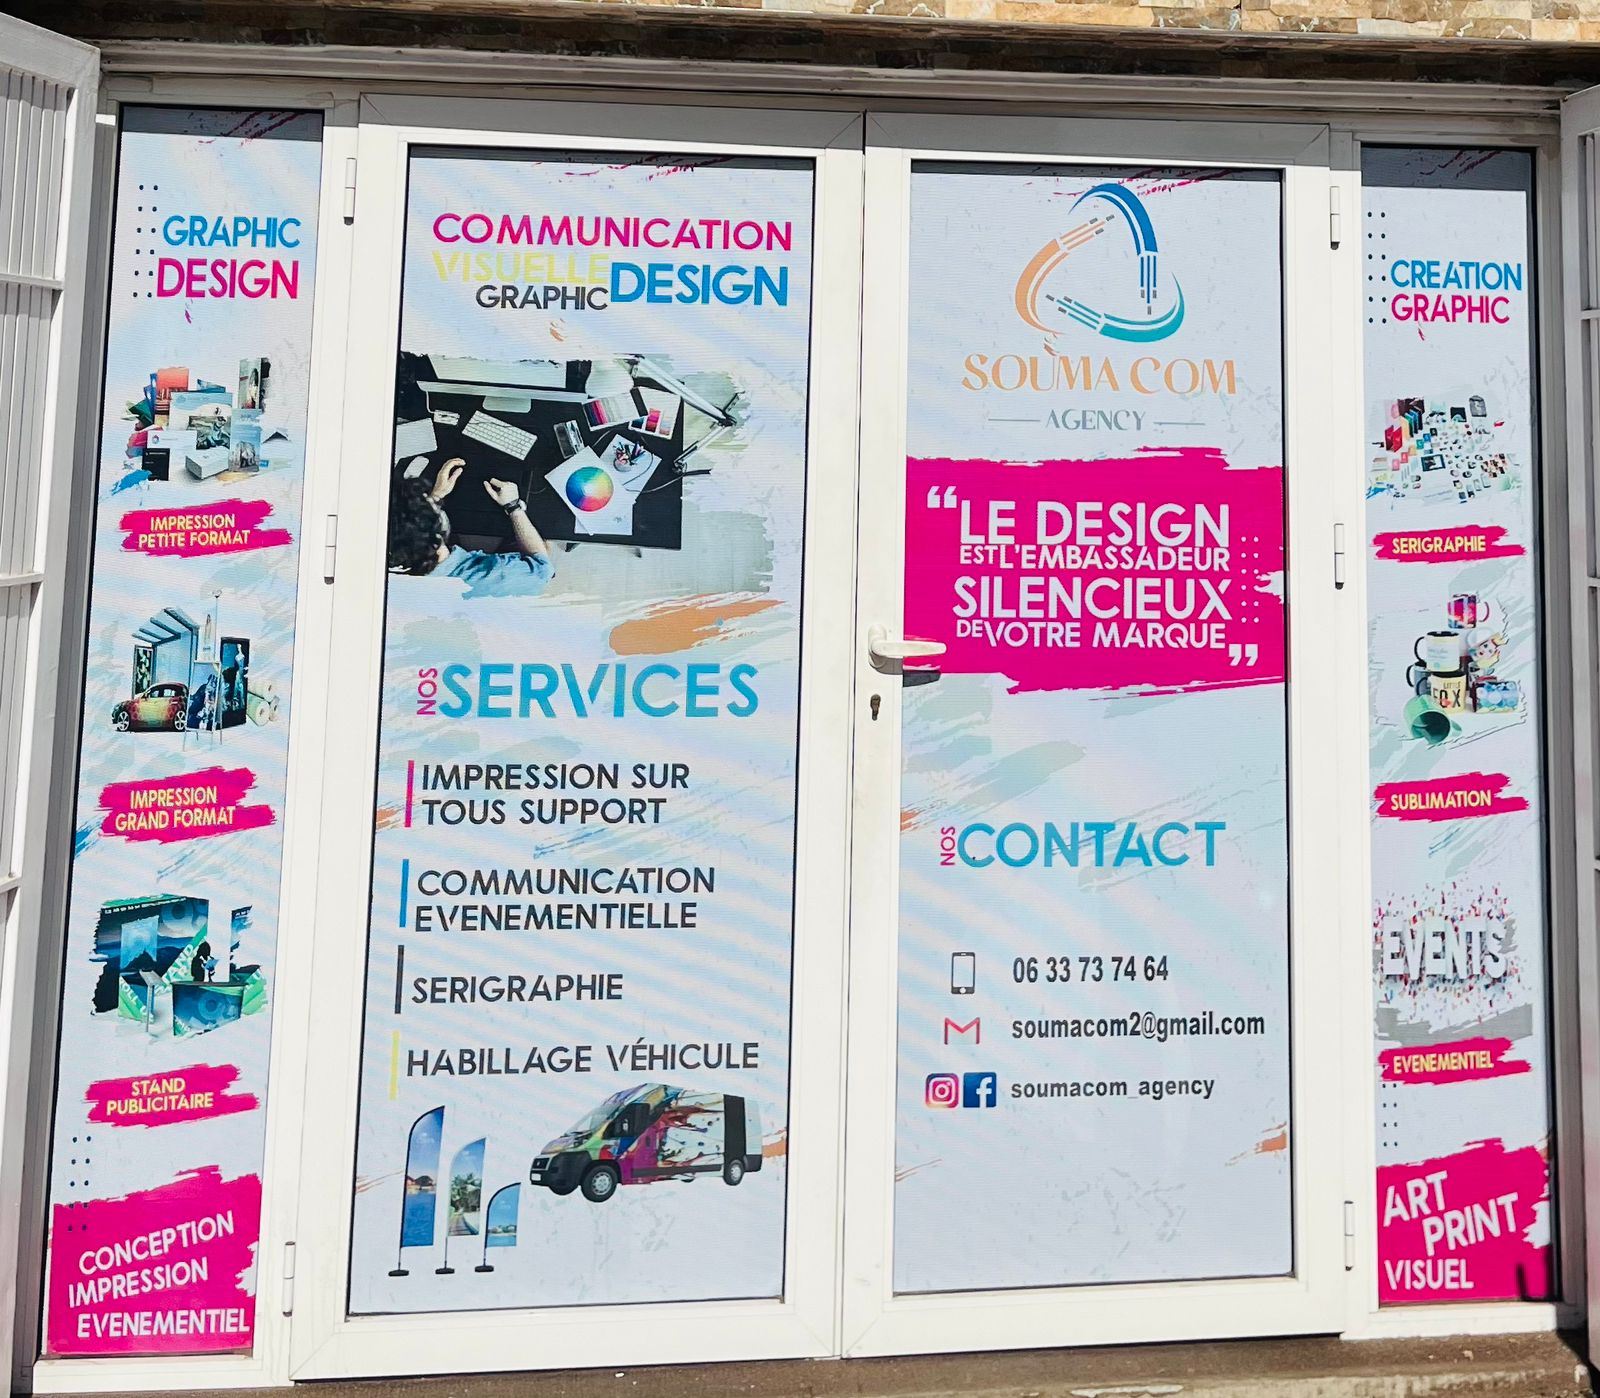 GRAPHIC
DESIGN
IMPRESSION
PETITE FORMAT
IMPRESSION
GRAND FORMAT
STAND
PUBLICITAIRE
CONCEPTION
IMPRESSION
EVENEMENTIEL
COMMUNICATION
VISUELLE
GRAPHIC DESIGN
NOS SERVICES
IMPRESSION SUR
TOUS SUPPORT
COMMUNICATION
EVENEMENTIELLE
SERIGRAPHIE
HABILLAGE VÉHICULE
SOUMA COM
AGENCY
“LE DESIGN
EST L'EMBASSADEUR
SILENCIEUX
DE VOTRE MARQUE„
NOS CONTACT
06 33 73 74 64
soumacom2@gmail.com
soumacom_agency
CREATION
GRAPHIC
SERIGRAPHIE
FOX
SUBLIMATION
EVENTS
EVENEMENTIEL
ART
PRINT
VISUEL